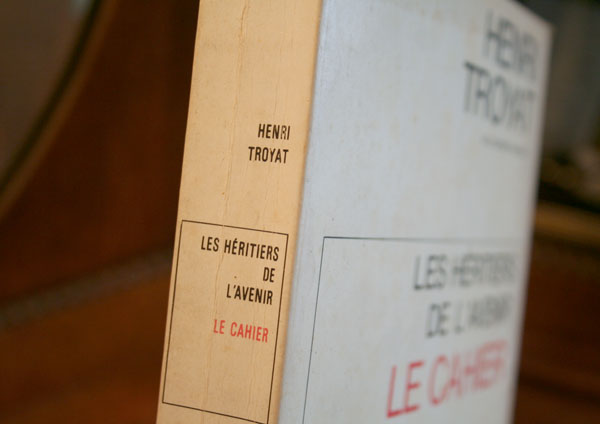 HENRI
TROYAT
LES HÉRITIERS
DE
L'AVENIR
LE CAHIER
HENRI
TROYAT
LES HÉRITIERS
DE L'AVENIR
LE CAHIER